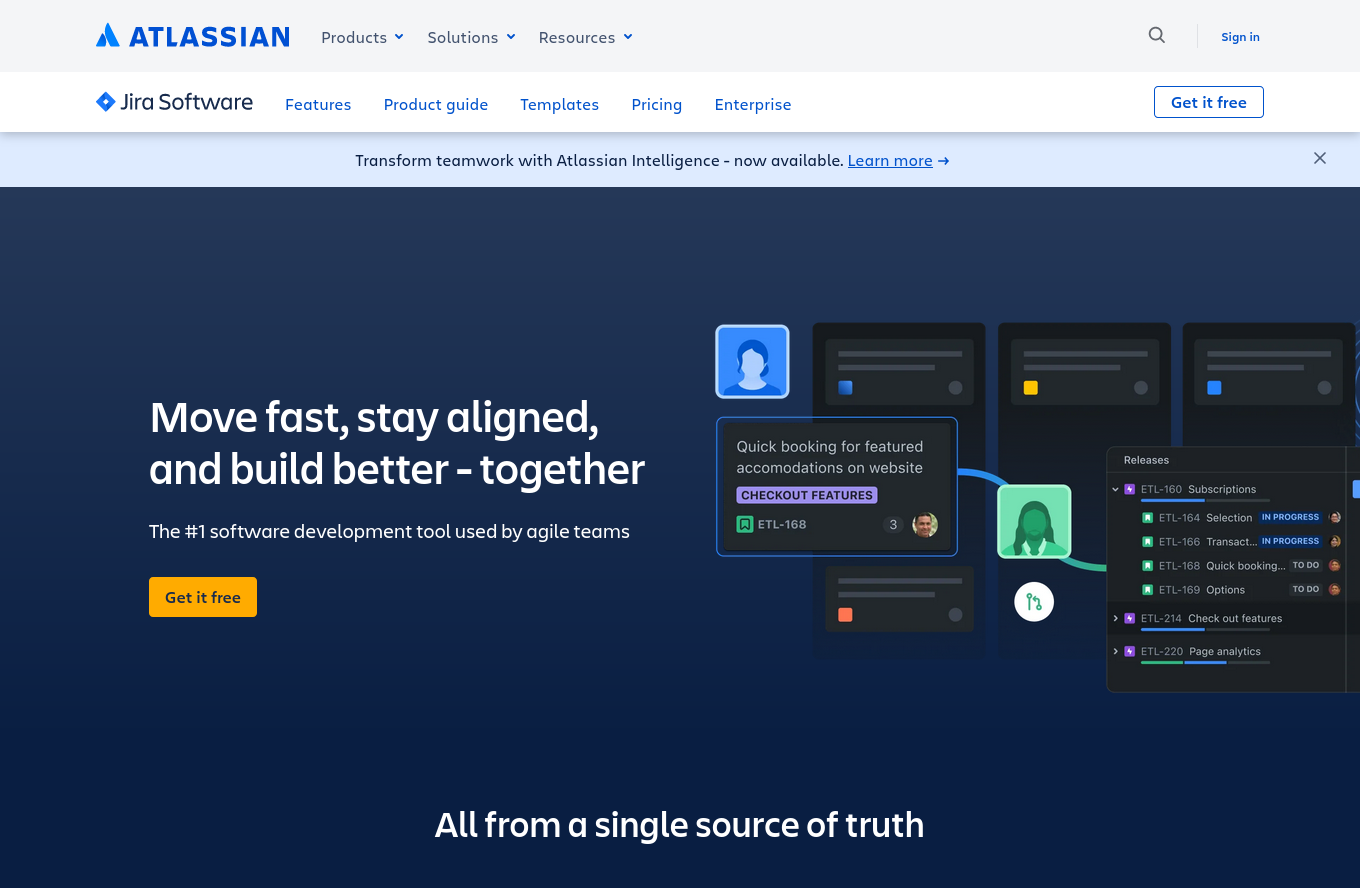 ATLASSIAN
Products
Solutions
Resources
Sign in
Jira Software
Features
Product guide
Templates
Pricing
Enterprise
Get it free
Transform teamwork with Atlassian Intelligence - now available. Learn more →
Move fast, stay aligned,
and build better - together
The #1 software development tool used by agile teams
Get it free
Quick booking for featured
accomodations on website
CHECKOUT FEATURES
ETL-168
3
Releases
ETL-160 Subscriptions
ETL-164 Selection IN PROGRESS
ETL-166 Transact... IN PROGRESS
ETL-168 Quick booking... TO DO
ETL-169 Options TO DO
ETL-214 Check out features
ETL-220 Page analytics
All from a single source of truth